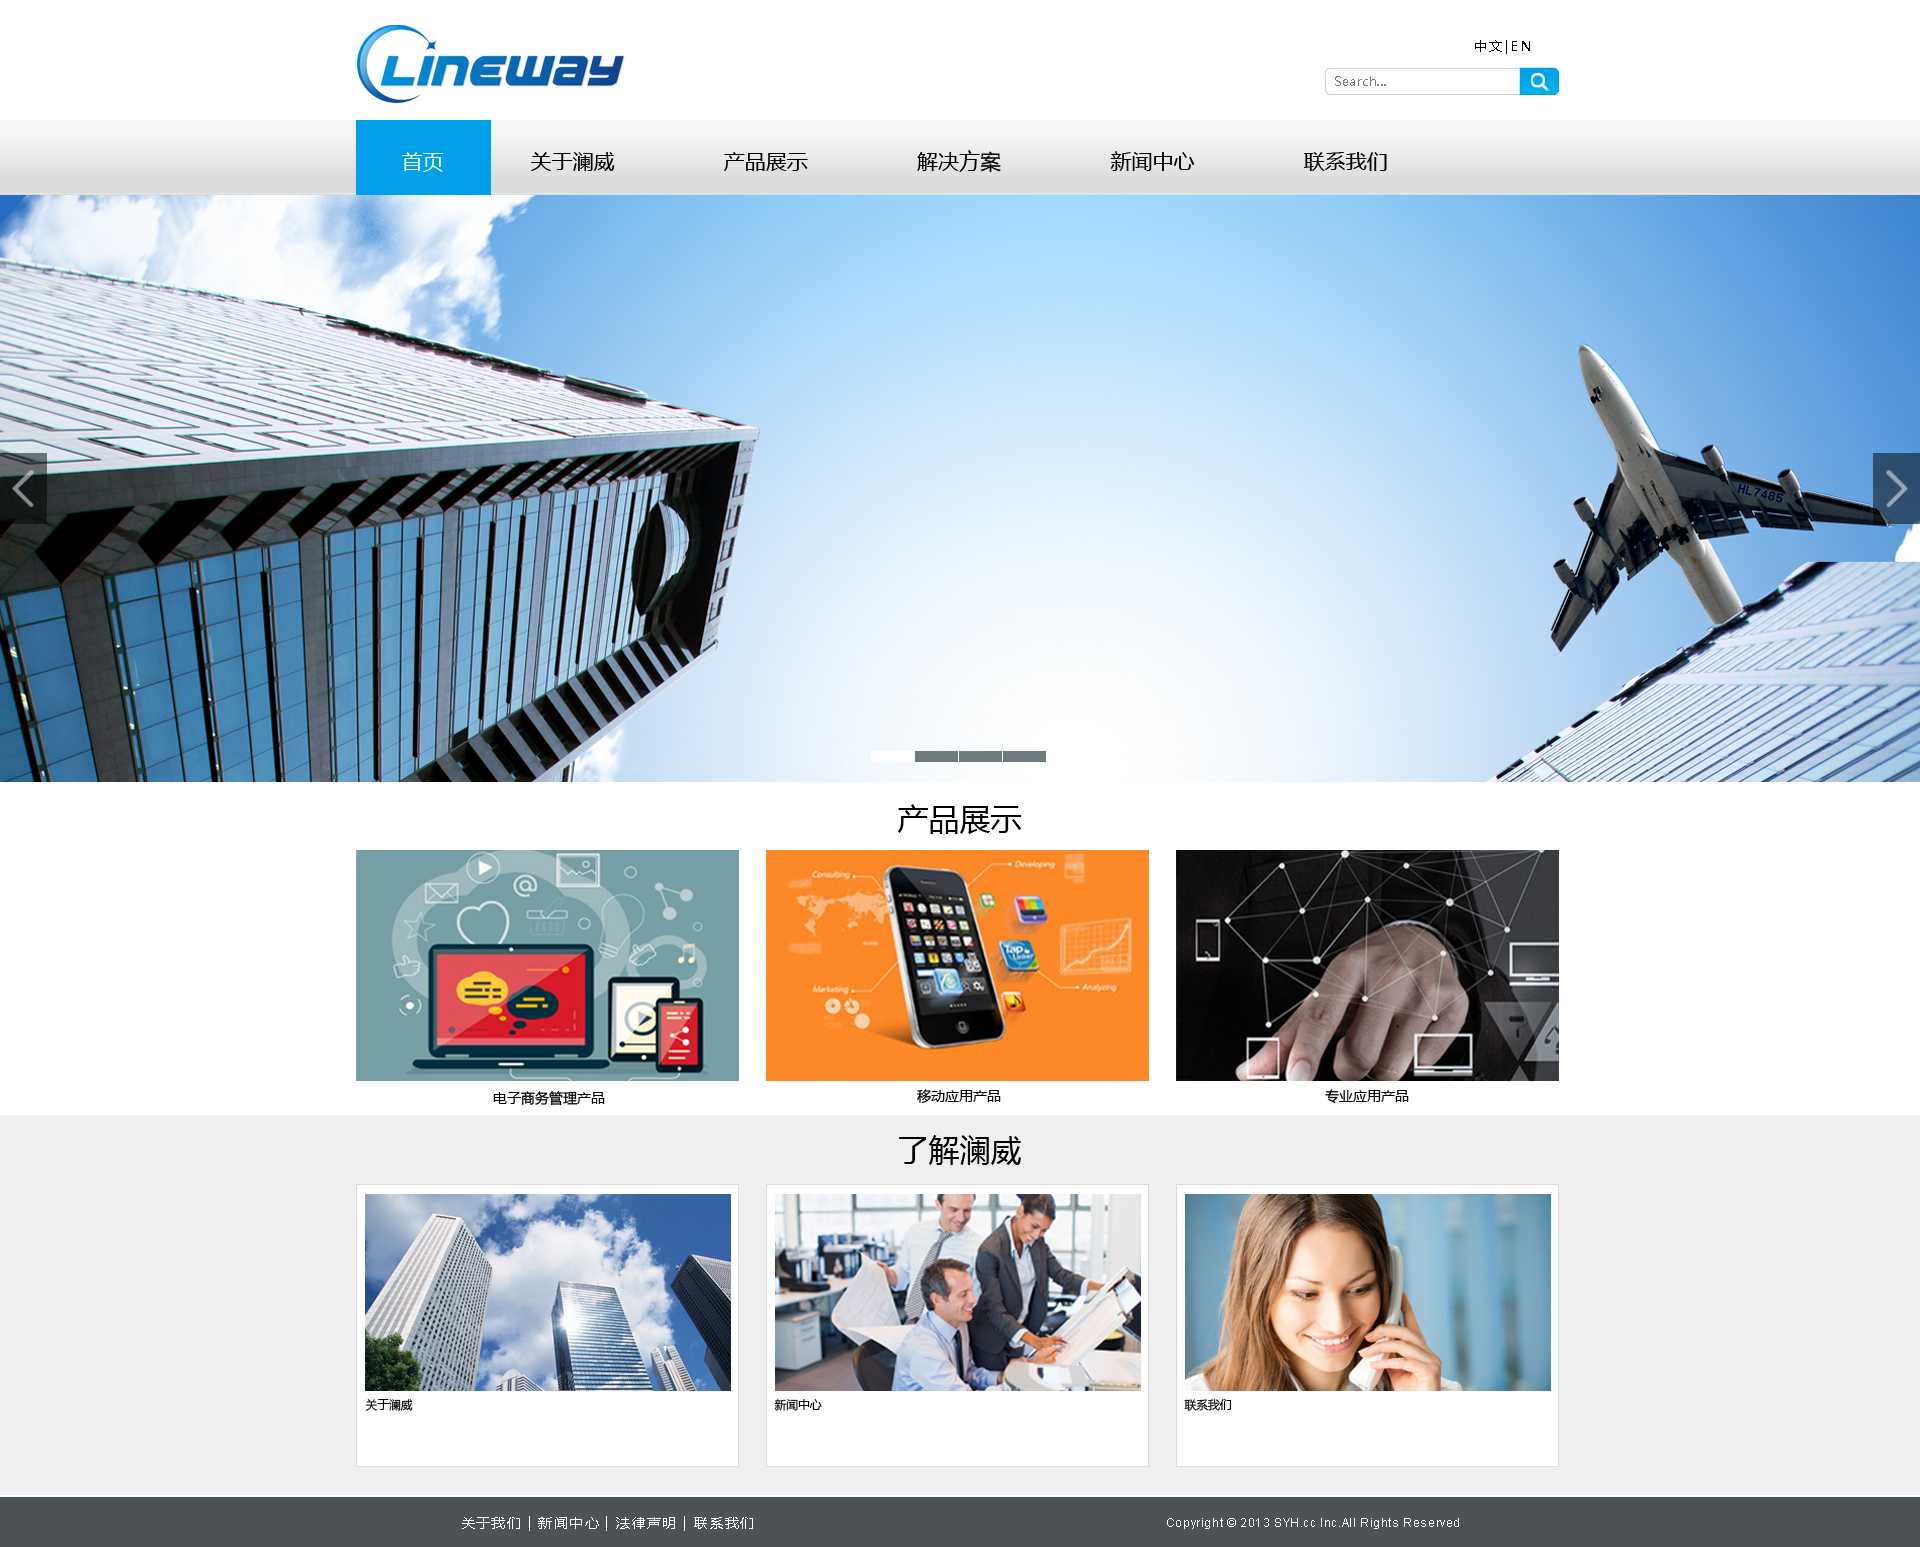 Lineway
中文|EN
Search...
首页
关于澜威
产品展示
解决方案
新闻中心
联系我们
HL7485
产品展示
Consulting
Developing
Tap Linker
Marketing
Analyzing
电子商务管理产品
移动应用产品
专业应用产品
了解澜威
关于澜威
新闻中心
联系我们
关于我们 | 新闻中心 | 法律声明 | 联系我们
Copyright © 2013 SYH.cc Inc.All Rights Reserved